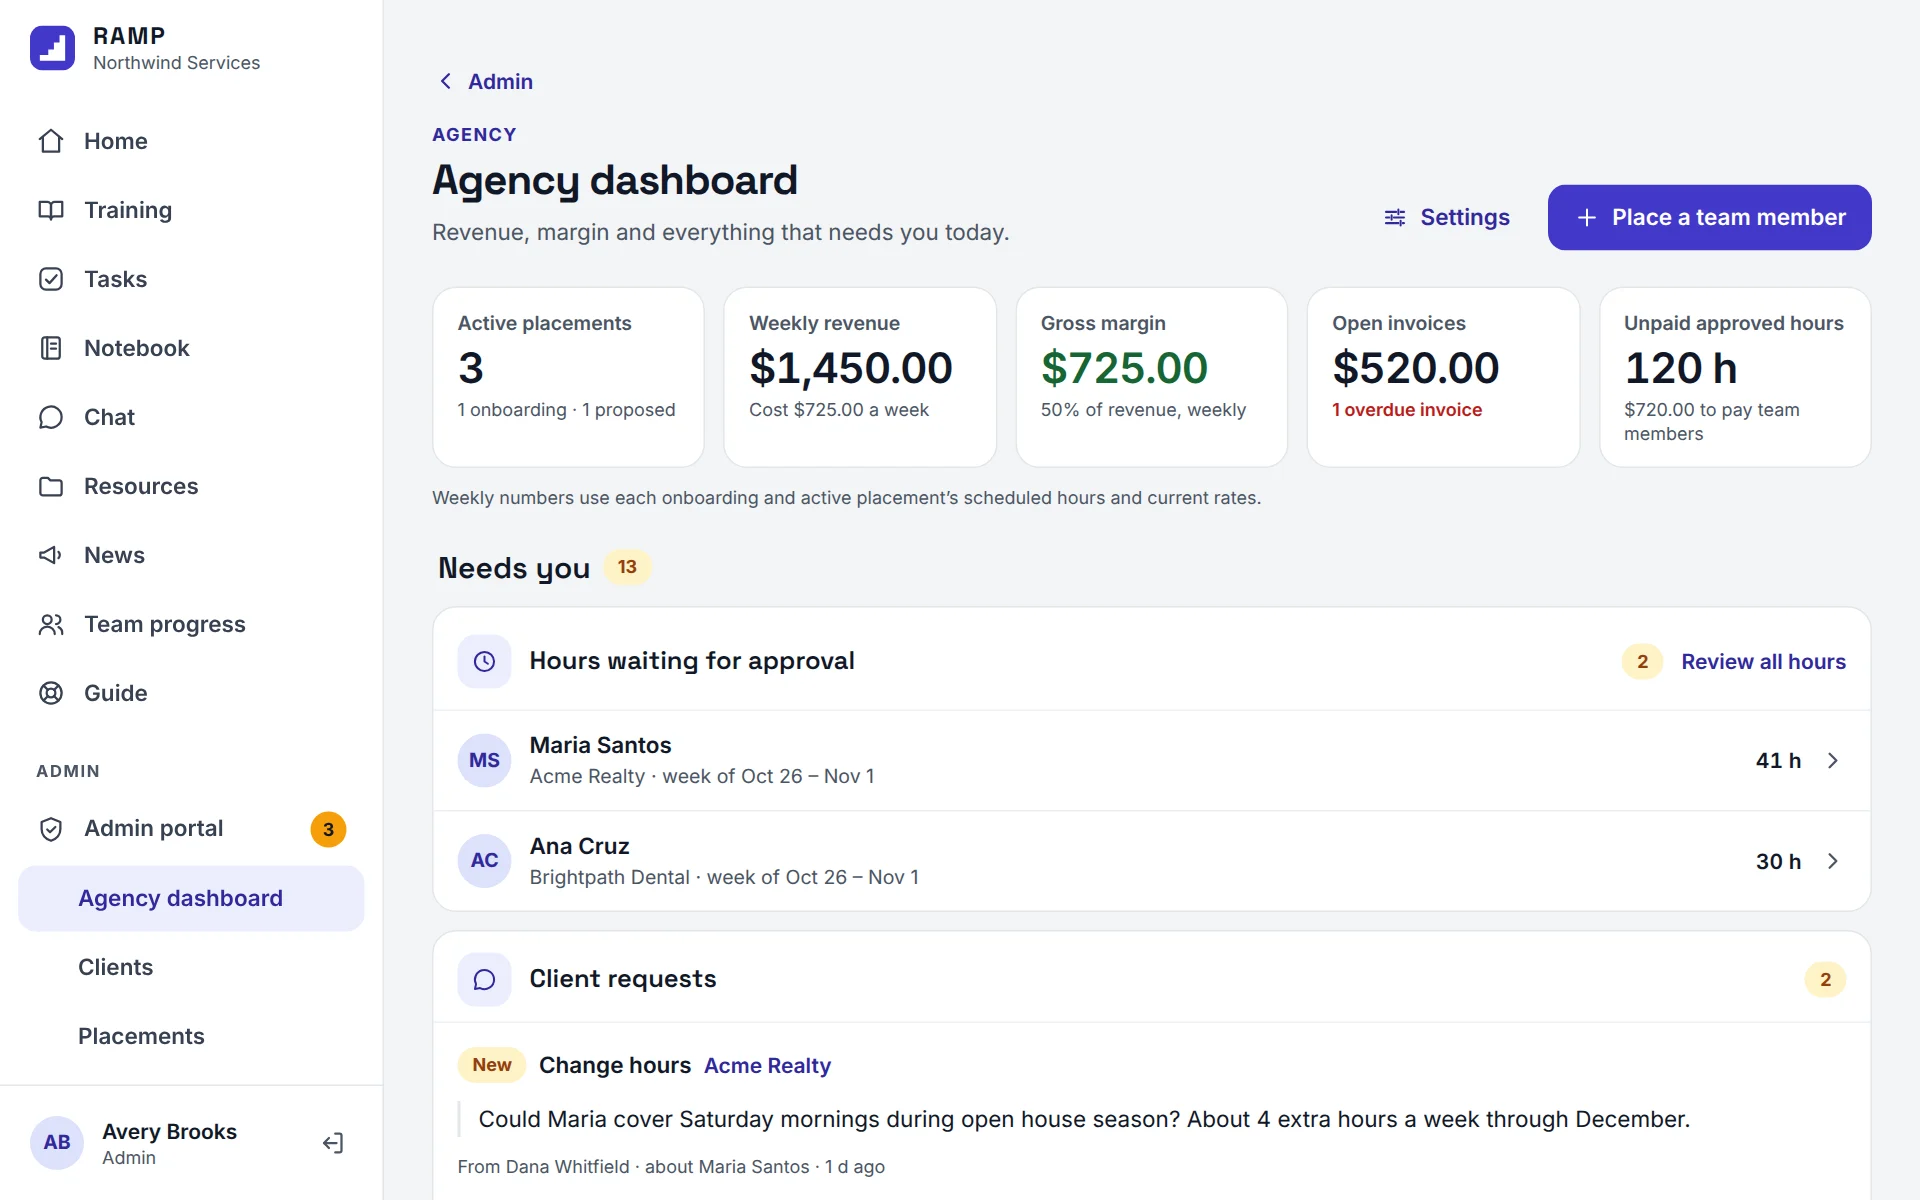 RAMP
Northwind Services
Home
Training
Tasks
Notebook
Chat
Resources
News
Team progress
Guide
ADMIN
Admin portal 3
Agency dashboard
Clients
Placements
AB Avery Brooks
Admin
Admin
AGENCY
Agency dashboard
Revenue, margin and everything that needs you today.
Settings
Place a team member
Active placements
3
1 onboarding · 1 proposed
Weekly revenue
$1,450.00
Cost $725.00 a week
Gross margin
$725.00
50% of revenue, weekly
Open invoices
$520.00
1 overdue invoice
Unpaid approved hours
120 h
$720.00 to pay team
members
Weekly numbers use each onboarding and active placement’s scheduled hours and current rates.
Needs you 13
Hours waiting for approval 2 Review all hours
MS Maria Santos 41 h
Acme Realty · week of Oct 26 – Nov 1
AC Ana Cruz 30 h
Brightpath Dental · week of Oct 26 – Nov 1
Client requests 2
New Change hours Acme Realty
Could Maria cover Saturday mornings during open house season? About 4 extra hours a week through December.
From Dana Whitfield · about Maria Santos · 1 d ago